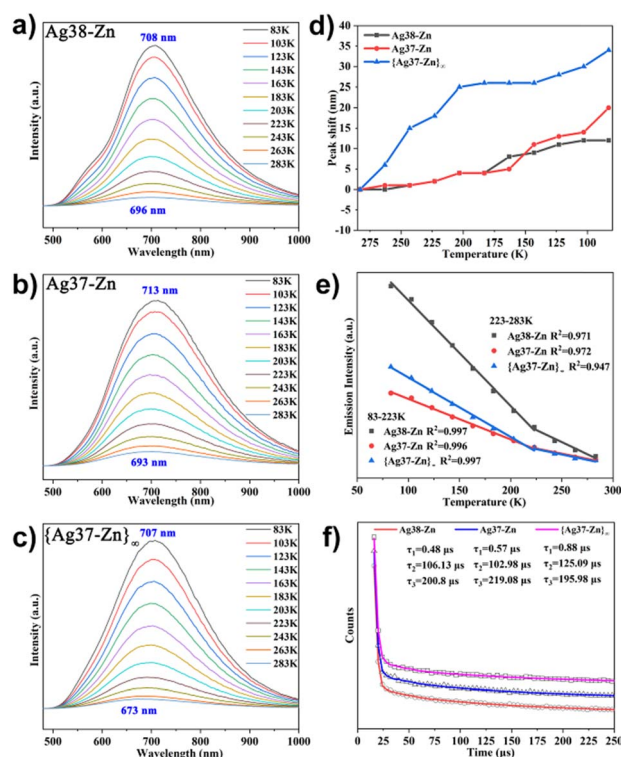 a) Ag38-Zn
708 nm
83K
103K
123K
143K
163K
183K
203K
223K
243K
263K
283K
696 nm
Intensity (a.u.)
500 600 700 800 900 1000
Wavelength (nm)
b) Ag37-Zn
713 nm
83K
103K
123K
143K
163K
183K
203K
223K
243K
263K
283K
693 nm
Intensity (a.u.)
500 600 700 800 900 1000
Wavelength (nm)
c) {Ag37-Zn}∞
707 nm
83K
103K
123K
143K
163K
183K
203K
223K
243K
263K
283K
673 nm
Intensity (a.u.)
500 600 700 800 900 1000
Wavelength (nm)
d)
Ag38-Zn
Ag37-Zn
{Ag37-Zn}∞
Peak shift (nm)
40
35
30
25
20
15
10
5
0
-5
-10
275 250 225 200 175 150 125 100
Temperature (K)
e)
223-283K
Ag38-Zn R²=0.971
Ag37-Zn R²=0.972
{Ag37-Zn}∞ R²=0.947
83-223K
Ag38-Zn R²=0.997
Ag37-Zn R²=0.996
{Ag37-Zn}∞ R²=0.997
Emission Intensity (a.u.)
50 100 150 200 250 300
Temperature (K)
f)
Ag38-Zn Ag37-Zn {Ag37-Zn}∞
τ1=0.48 μs τ1=0.57 μs τ1=0.88 μs
τ2=106.13 μs τ2=102.98 μs τ2=125.09 μs
τ3=200.8 μs τ3=219.08 μs τ3=195.98 μs
Counts
0 25 50 75 100 125 150 175 200 225 250
Time (μs)